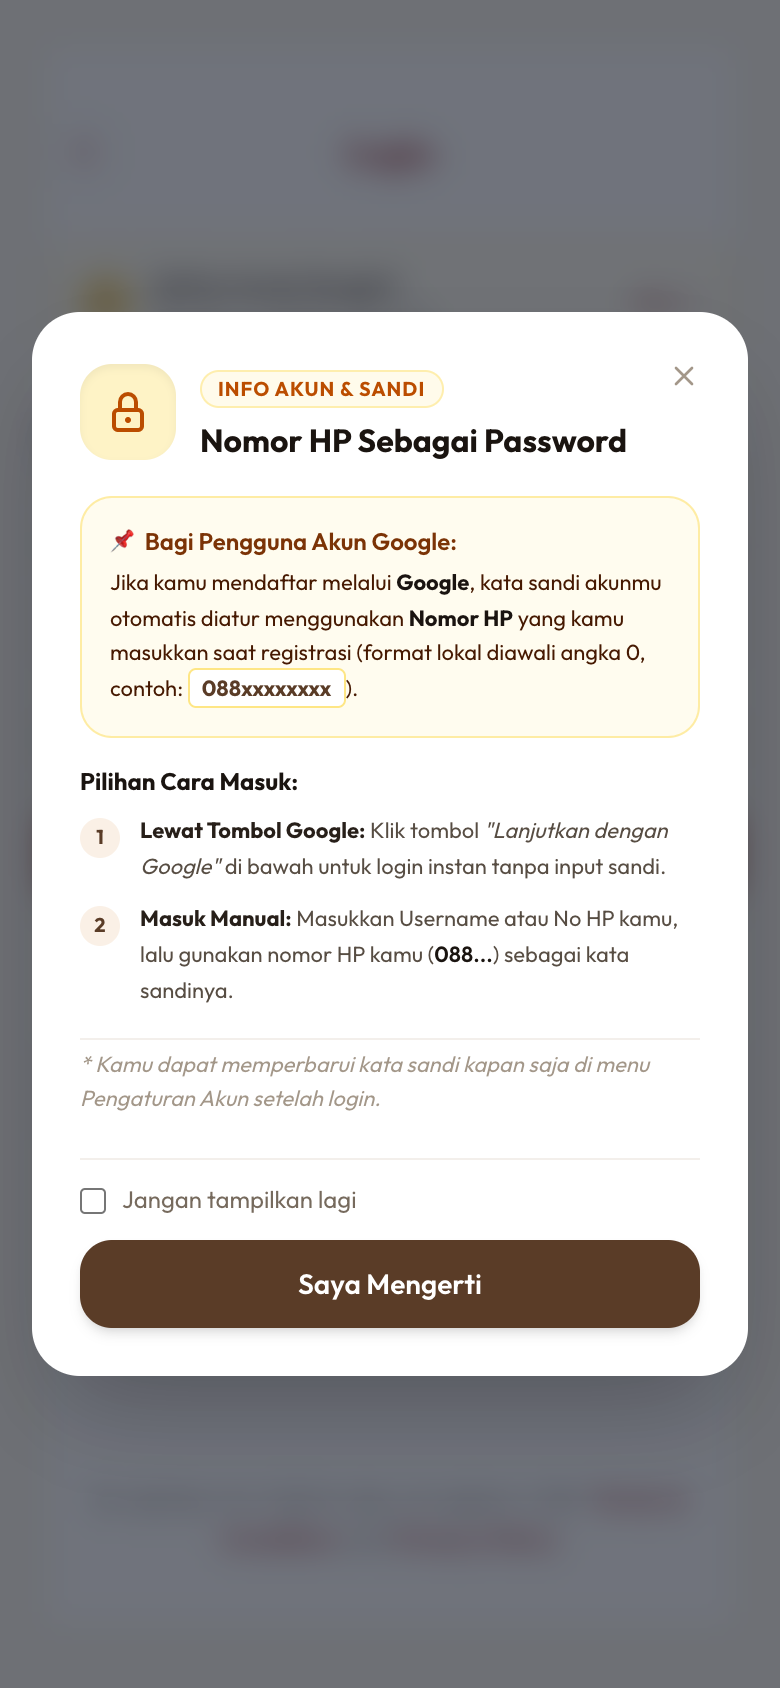 INFO AKUN & SANDI
Nomor HP Sebagai Password
📌 Bagi Pengguna Akun Google:
Jika kamu mendaftar melalui Google, kata sandi akunmu
otomatis diatur menggunakan Nomor HP yang kamu
masukkan saat registrasi (format lokal diawali angka 0,
contoh: 088xxxxxxxx).
Pilihan Cara Masuk:
1 Lewat Tombol Google: Klik tombol "Lanjutkan dengan
Google" di bawah untuk login instan tanpa input sandi.
2 Masuk Manual: Masukkan Username atau No HP kamu,
lalu gunakan nomor HP kamu (088...) sebagai kata
sandinya.
* Kamu dapat memperbarui kata sandi kapan saja di menu
Pengaturan Akun setelah login.
Jangan tampilkan lagi
Saya Mengerti